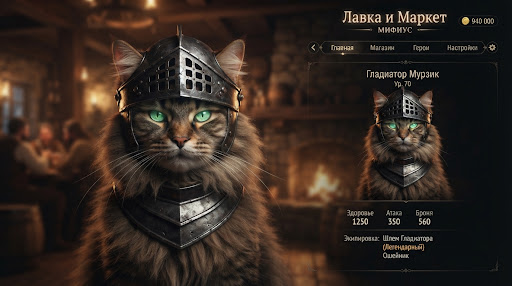 Лавка и Маркет
МИФИУС
940 000
Главная Магазин Герои Настройки
Гладиатор Мурзик
Ур. 70
Здоровье Атака Броня
1250 350 560
Экипировка: Шлем Гладиатора
(Легендарный)
Ошейник